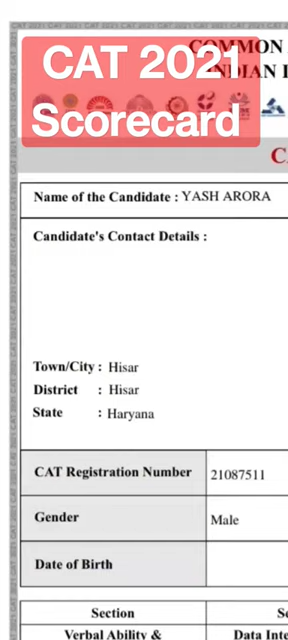 COMMON
CAT 2021
INDIAN I
Scorecard
Name of the Candidate : YASH ARORA
Candidate's Contact Details :
Town/City : Hisar
District : Hisar
State : Haryana
CAT Registration Number 21087511
Gender Male
Date of Birth
Section
Verbal Ability &
Data Inte